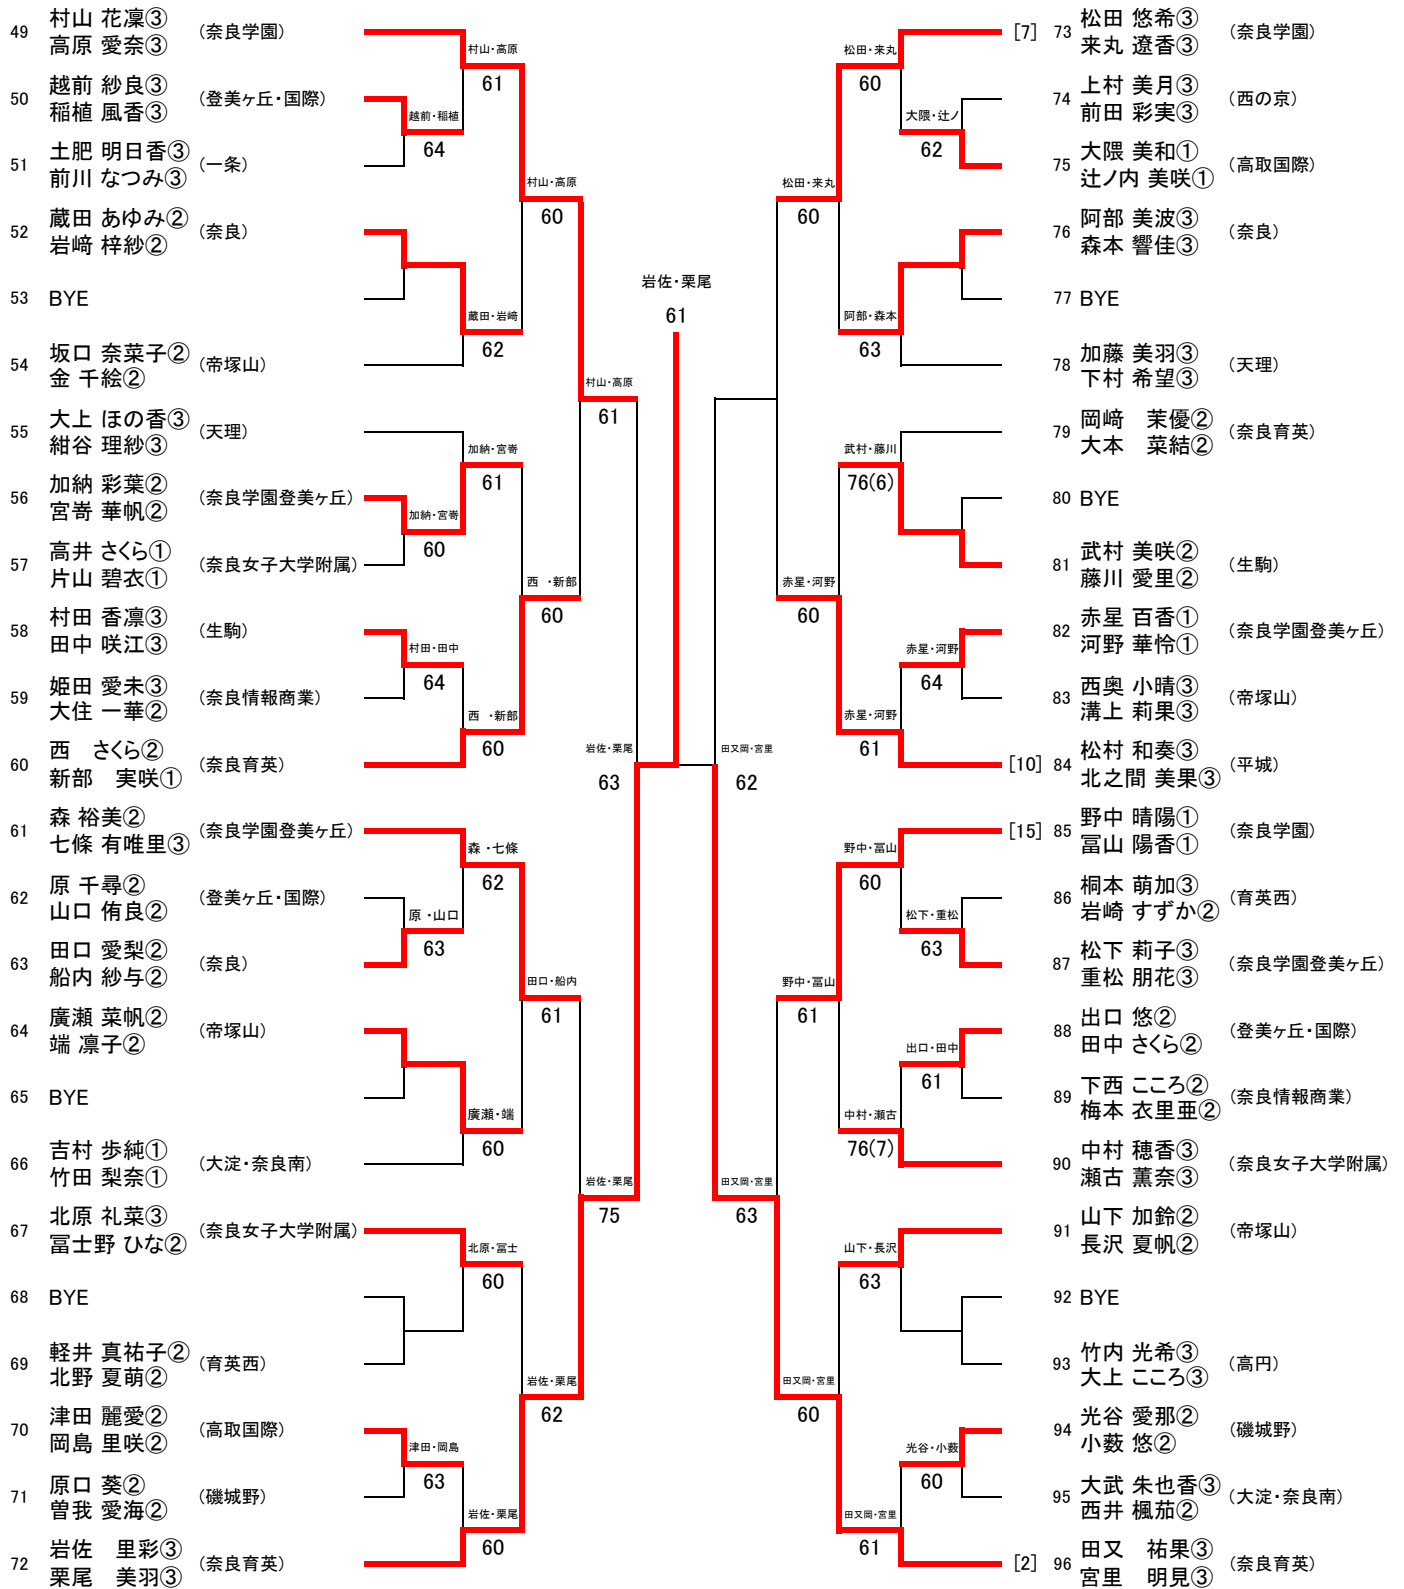 49 村山 花凜③ (奈良学園)
高原 愛奈③
50 越前 紗良③ (登美ヶ丘・国際)
稲植 風香③
51 土肥 明日香③ (一条)
前川 なつみ③
52 蔵田 あゆみ② (奈良)
岩﨑 梓紗②
53 BYE
54 坂口 奈菜子② (帝塚山)
金 千絵②
55 大上 ほの香③ (天理)
紺谷 理紗③
56 加納 彩葉② (奈良学園登美ヶ丘)
宮嵜 華帆②
57 高井 さくら① (奈良女子大学附属)
片山 碧衣①
58 村田 香凛③ (生駒)
田中 咲江③
59 姫田 愛未③ (奈良情報商業)
大住 一華②
60 西 さくら② (奈良育英)
新部 実咲①
61 森 裕美② (奈良学園登美ヶ丘)
七條 有唯里③
62 原 千尋② (登美ヶ丘・国際)
山口 侑良②
63 田口 愛梨② (奈良)
船内 紗与②
64 廣瀬 菜帆② (帝塚山)
端 凛子②
65 BYE
66 吉村 歩純① (大淀・奈良南)
竹田 梨奈①
67 北原 礼菜③ (奈良女子大学附属)
冨士野 ひな②
68 BYE
69 軽井 真祐子② (育英西)
北野 夏萌②
70 津田 麗愛② (高取国際)
岡島 里咲②
71 原口 葵② (磯城野)
曽我 愛海②
72 岩佐 里彩③ (奈良育英)
栗尾 美羽③
村山・高原
61
越前・稲植
64
村山・高原
60
蔵田・岩﨑
62
村山・高原
61
加納・宮嵜
61
加納・宮嵜
60
西 ・新部
60
村田・田中
64
西 ・新部
60
岩佐・栗尾
63
森 ・七條
62
原 ・山口
63
田口・船内
61
廣瀬・端
60
岩佐・栗尾
75
北原・冨士
60
岩佐・栗尾
62
津田・岡島
63
岩佐・栗尾
60
岩佐・栗尾
61
松田・来丸
60
大隈・辻ノ
62
松田・来丸
60
阿部・森本
63
武村・藤川
76(6)
赤星・河野
60
赤星・河野
64
赤星・河野
61
田又岡・宮里
62
野中・冨山
60
松下・重松
63
野中・冨山
61
出口・田中
61
中村・瀬古
76(7)
田又岡・宮里
63
山下・長沢
63
田又岡・宮里
60
光谷・小薮
60
田又岡・宮里
61
[7] 73 松田 悠希③ (奈良学園)
来丸 遼香③
74 上村 美月③ (西の京)
前田 彩実③
75 大隈 美和① (高取国際)
辻ノ内 美咲①
76 阿部 美波③ (奈良)
森本 響佳③
77 BYE
78 加藤 美羽③ (天理)
下村 希望③
79 岡﨑 茉優② (奈良育英)
大本 菜結②
80 BYE
81 武村 美咲② (生駒)
藤川 愛里②
82 赤星 百香① (奈良学園登美ヶ丘)
河野 華怜①
83 西奥 小晴③ (帝塚山)
溝上 莉果③
[10] 84 松村 和奏③ (平城)
北之間 美果③
[15] 85 野中 晴陽① (奈良学園)
冨山 陽香①
86 桐本 萌加③ (育英西)
岩崎 すずか②
87 松下 莉子③ (奈良学園登美ヶ丘)
重松 朋花③
88 出口 悠② (登美ヶ丘・国際)
田中 さくら②
89 下西 こころ② (奈良情報商業)
梅本 衣里亜②
90 中村 穂香③ (奈良女子大学附属)
瀬古 薫奈③
91 山下 加鈴② (帝塚山)
長沢 夏帆②
92 BYE
93 竹内 光希③ (高円)
大上 こころ③
94 光谷 愛那② (磯城野)
小薮 悠②
95 大武 朱也香③ (大淀・奈良南)
西井 楓茄②
[2] 96 田又 祐果③ (奈良育英)
宮里 明見③